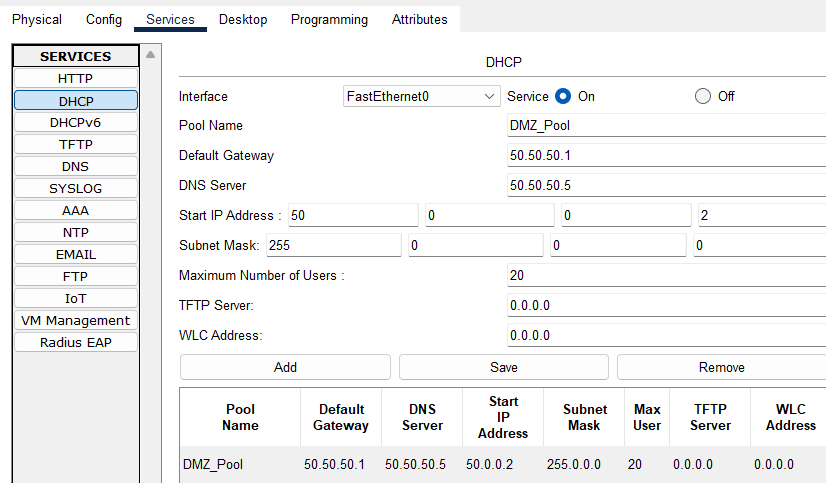 Physical Config Services Desktop Programming Attributes
SERVICES
HTTP
DHCP
DHCPv6
TFTP
DNS
SYSLOG
AAA
NTP
EMAIL
FTP
IoT
VM Management
Radius EAP
DHCP
Interface FastEthernet0 Service On Off
Pool Name DMZ_Pool
Default Gateway 50.50.50.1
DNS Server 50.50.50.5
Start IP Address : 50 0 0 2
Subnet Mask: 255 0 0 0
Maximum Number of Users : 20
TFTP Server: 0.0.0.0
WLC Address: 0.0.0.0
Add Save Remove
Pool Name Default Gateway DNS Server Start IP Address Subnet Mask Max User TFTP Server WLC Address
DMZ_Pool 50.50.50.1 50.50.50.5 50.0.0.2 255.0.0.0 20 0.0.0.0 0.0.0.0